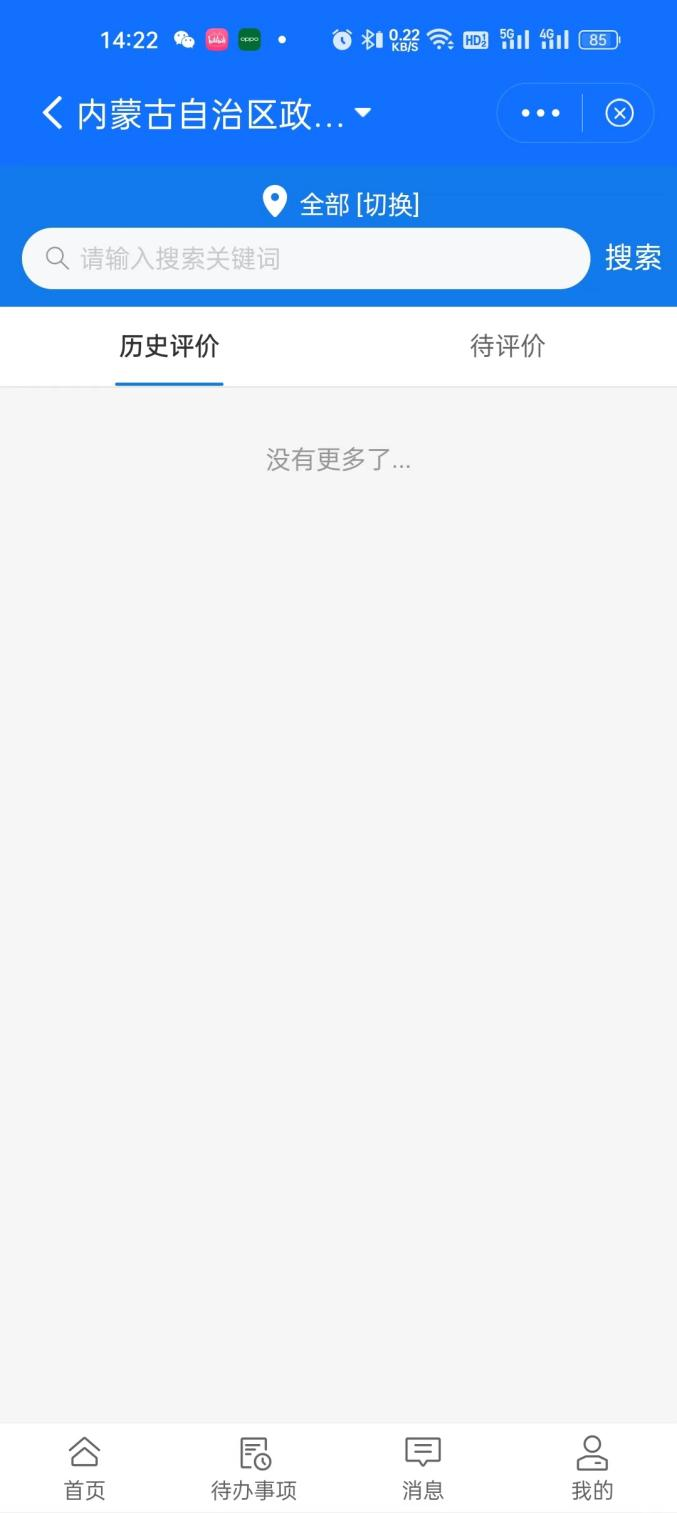 14:22 0.22 KB/S HD 5G 4G 85
内蒙古自治区政...
全部 [切换]
请输入搜索关键词 搜索
历史评价 待评价
没有更多了...
首页 待办事项 消息 我的